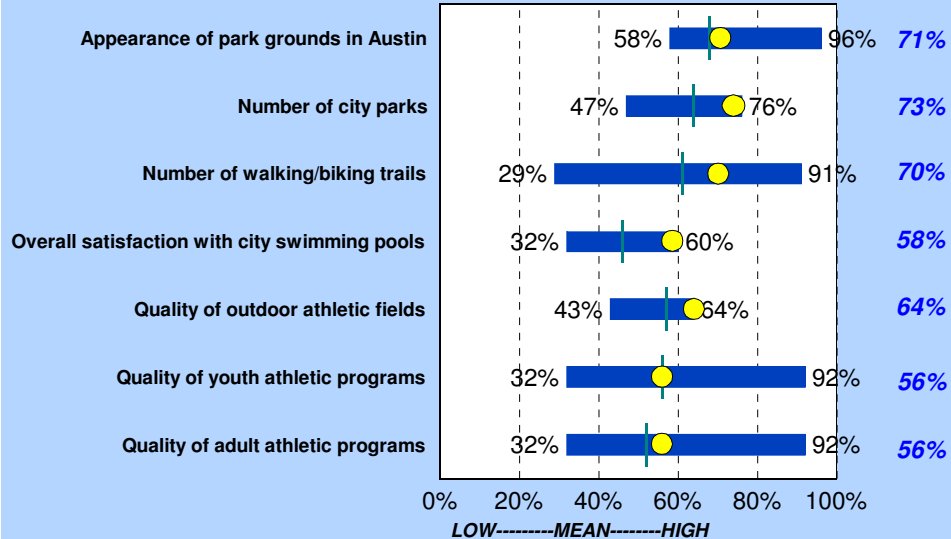 Appearance of park grounds in Austin 58% 96% 71%
Number of city parks 47% 76% 73%
Number of walking/biking trails 29% 91% 70%
Overall satisfaction with city swimming pools 32% 60% 58%
Quality of outdoor athletic fields 43% 64% 64%
Quality of youth athletic programs 32% 92% 56%
Quality of adult athletic programs 32% 92% 56%
0% 20% 40% 60% 80% 100%
LOW---------MEAN--------HIGH